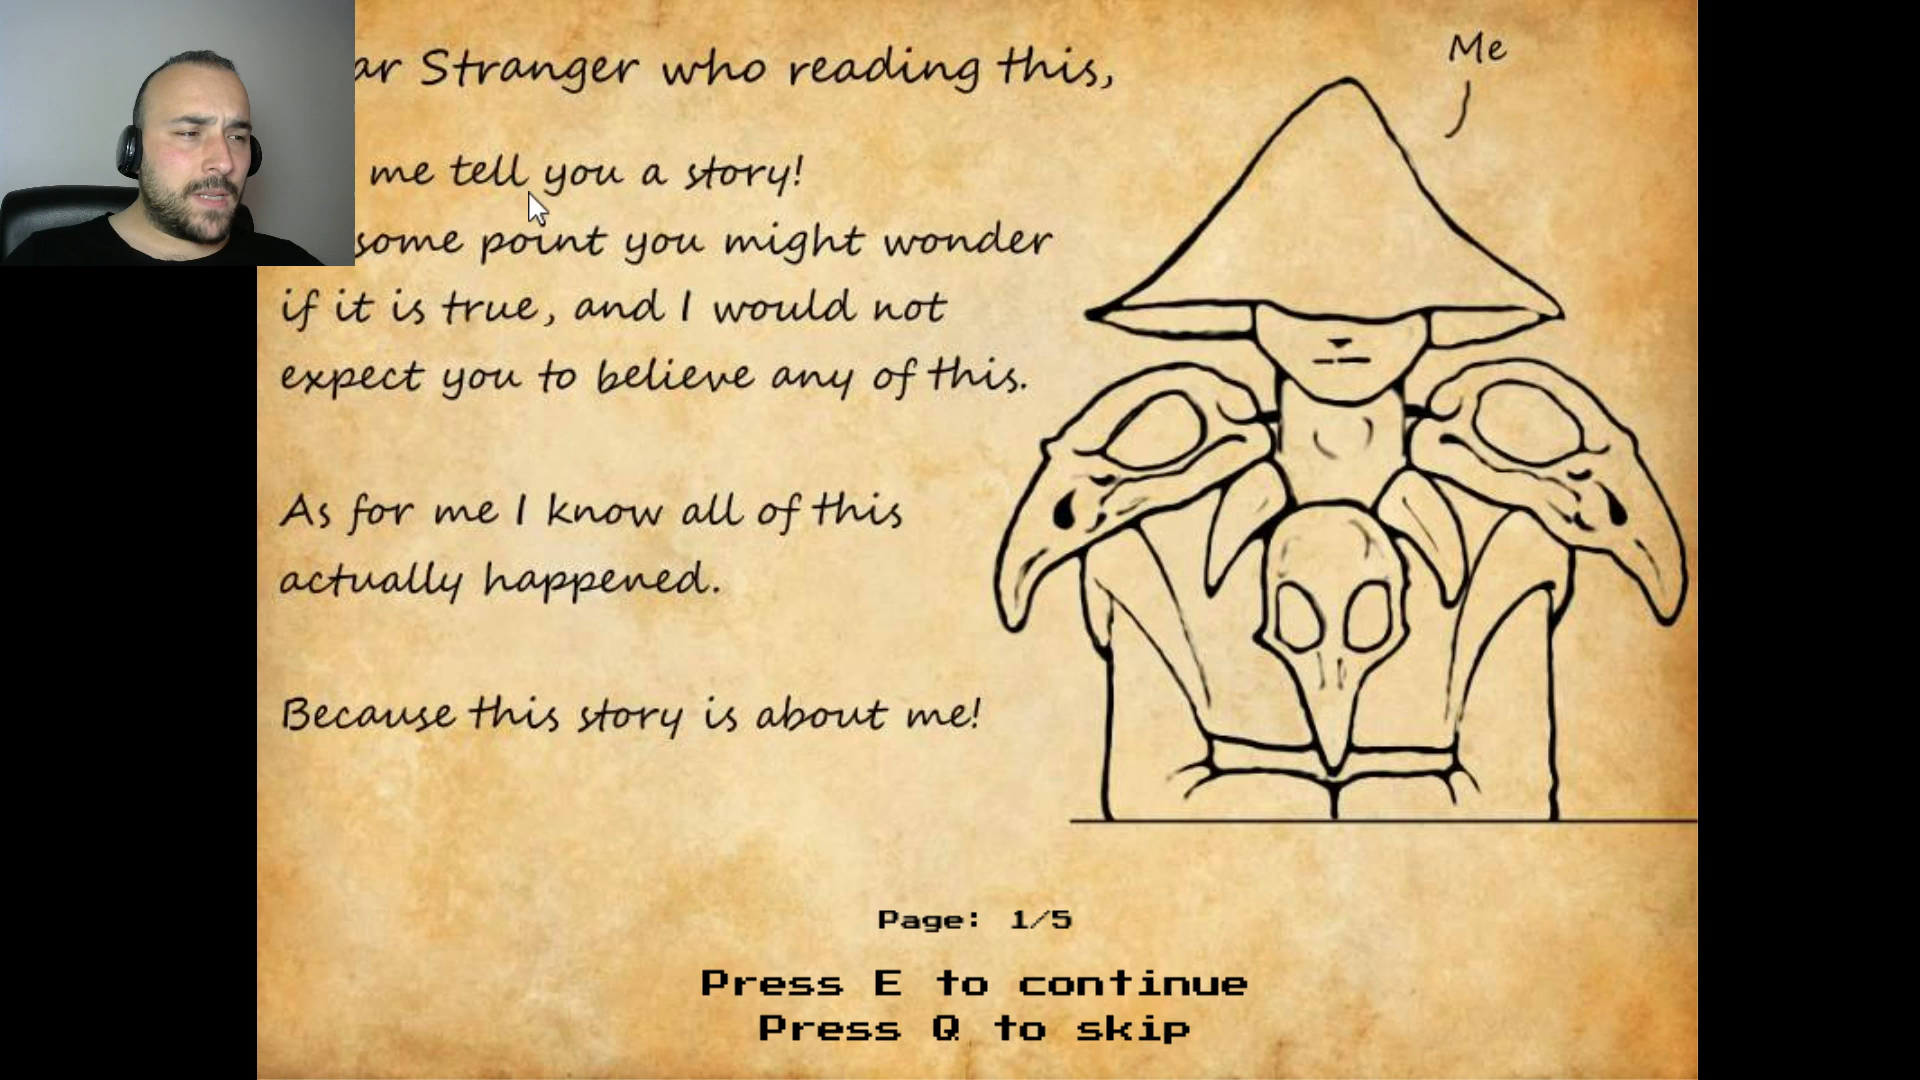 ar Stranger who reading this,
Me
me tell you a story!
some point you might wonder
if it is true, and I would not
expect you to believe any of this.
As for me I know all of this
actually happened.
Because this story is about me!
Page: 1/5
Press E to continue
Press Q to skip